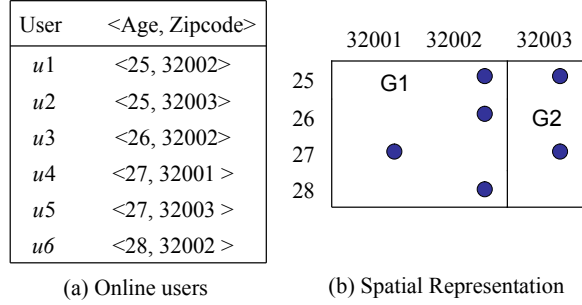 User <Age, Zipcode>
u1 <25, 32002>
u2 <25, 32003>
u3 <26, 32002>
u4 <27, 32001 >
u5 <27, 32003 >
u6 <28, 32002 >
(a) Online users
32001 32002 32003
25 G1
26 G2
27
28
(b) Spatial Representation